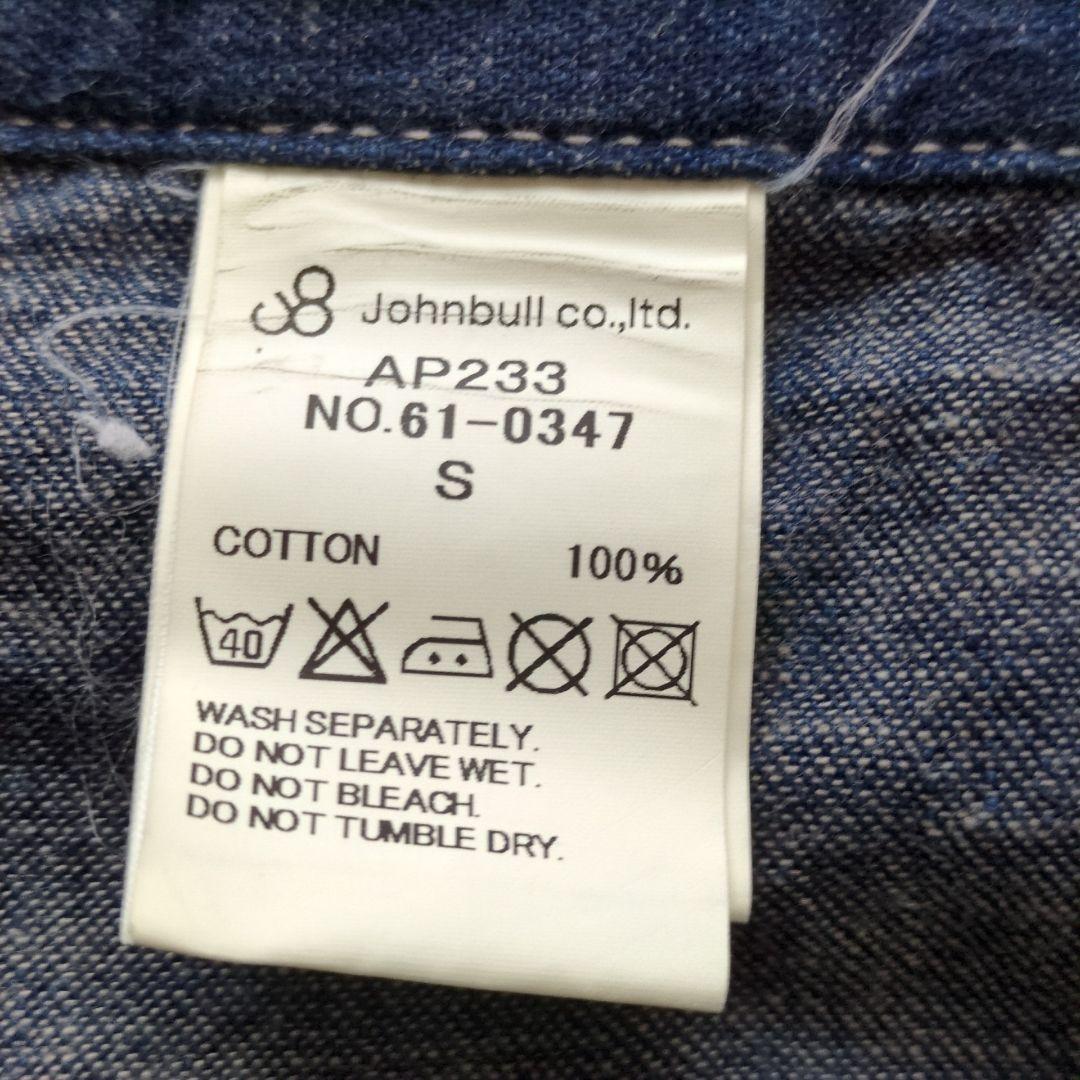 Johnbull co.,ltd.
AP233
NO.61-0347
S
COTTON 100%
40
WASH SEPARATELY.
DO NOT LEAVE WET.
DO NOT BLEACH.
DO NOT TUMBLE DRY.